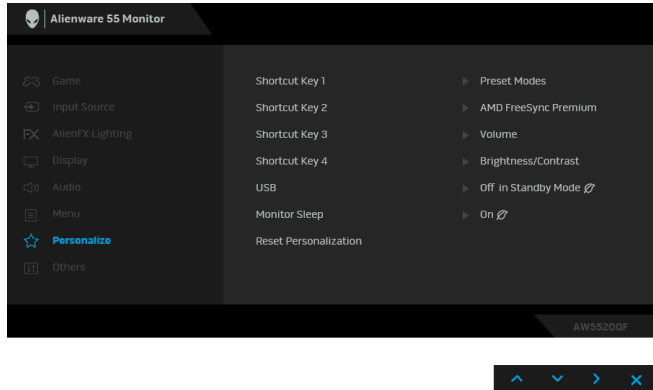 Alienware 55 Monitor
Game
Input Source
AlienFX Lighting
Display
Audio
Menu
Personalize
Others
Shortcut Key 1 Preset Modes
Shortcut Key 2 AMD FreeSync Premium
Shortcut Key 3 Volume
Shortcut Key 4 Brightness/Contrast
USB Off in Standby Mode
Monitor Sleep On
Reset Personalization
AW5520QF